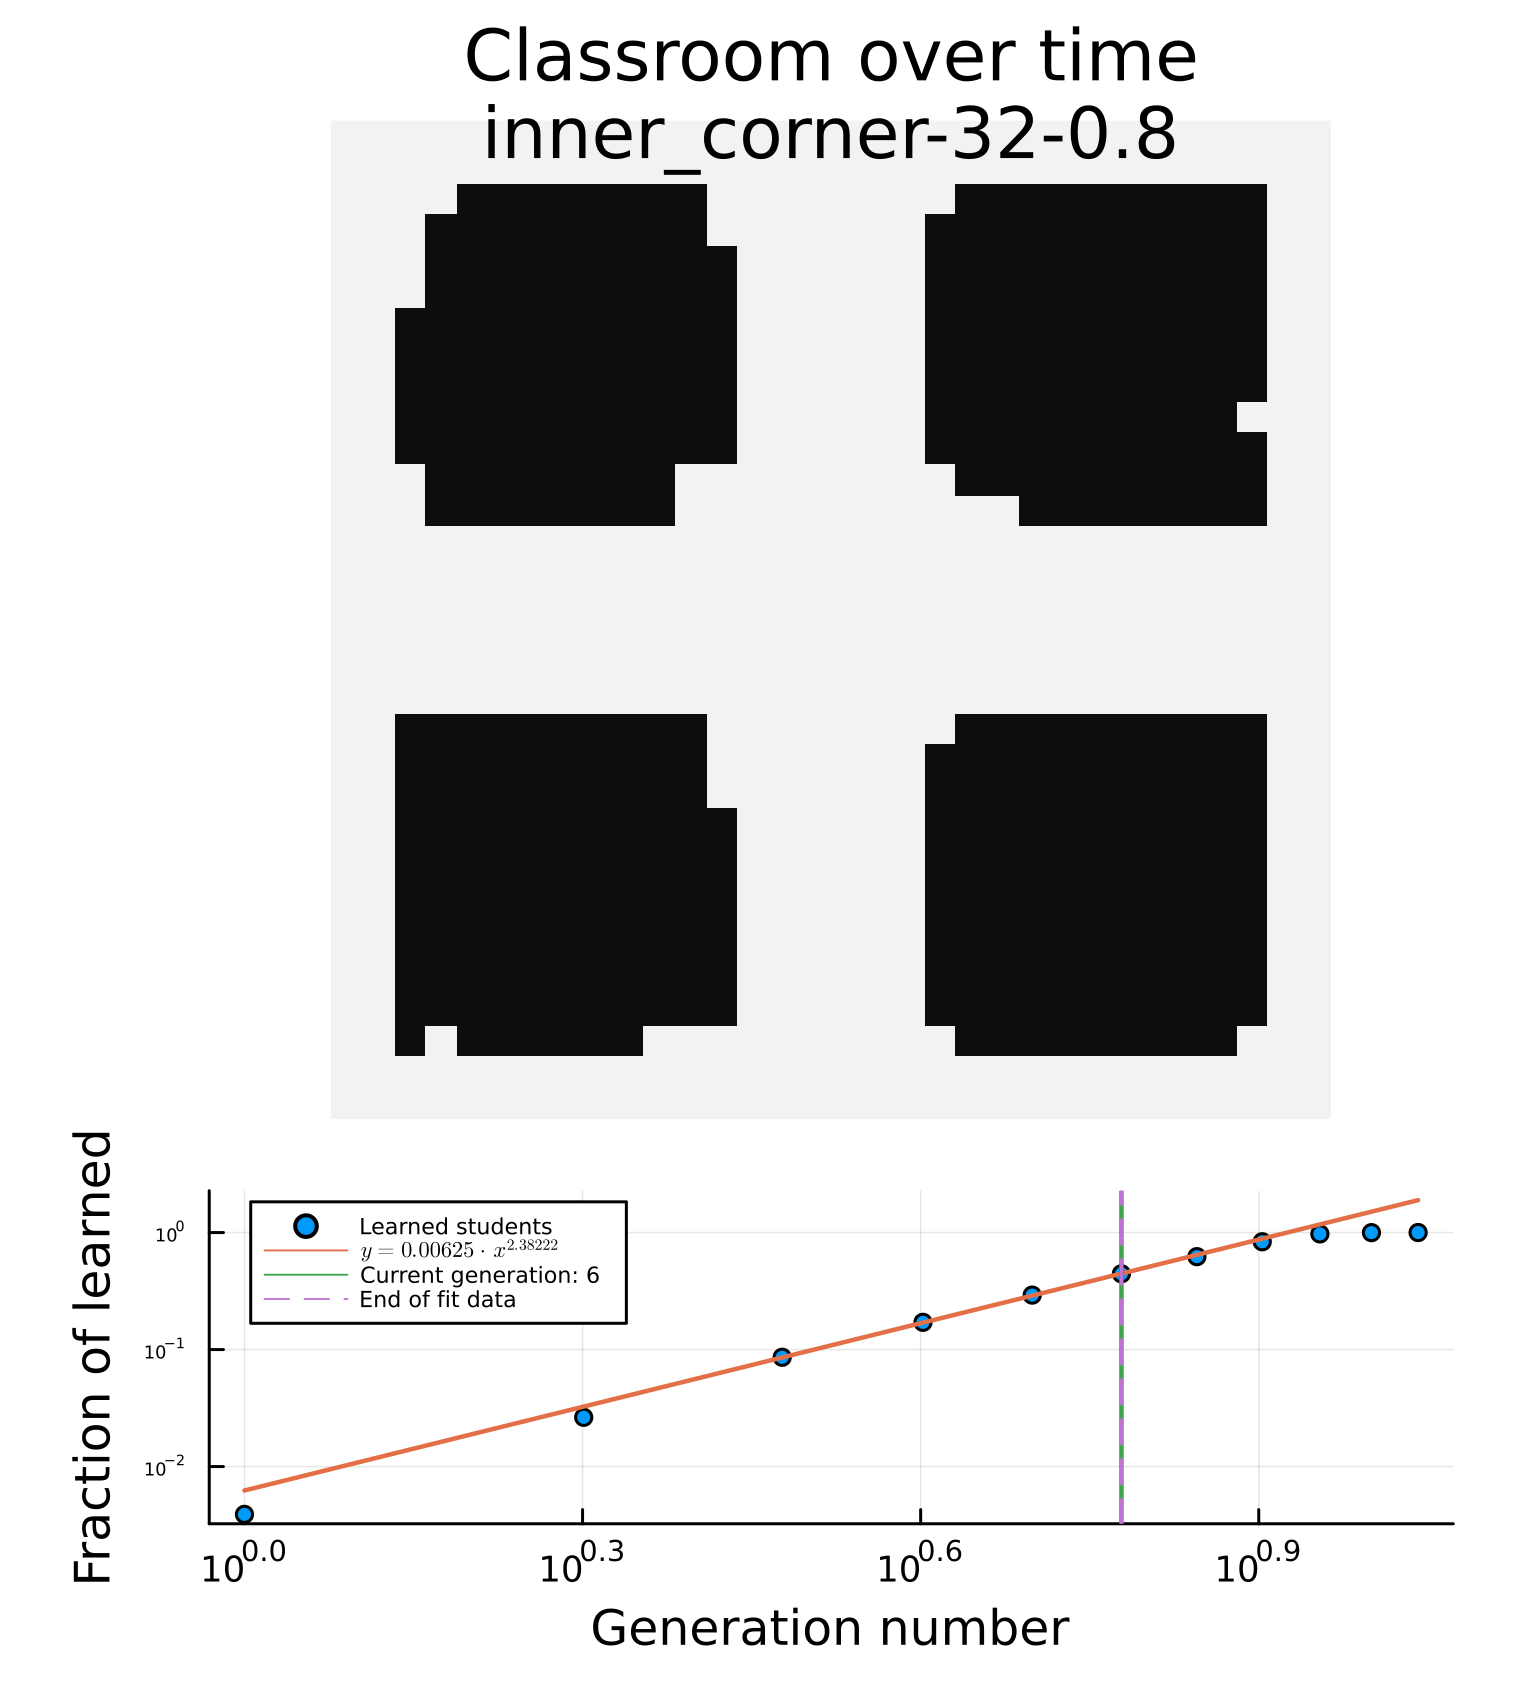 Classroom over time
inner_corner-32-0.8
Fraction of learned
10^0
10^-1
10^-2
Learned students
y = 0.00625 · x^2.38222
Current generation: 6
End of fit data
10^0.0 10^0.3 10^0.6 10^0.9
Generation number